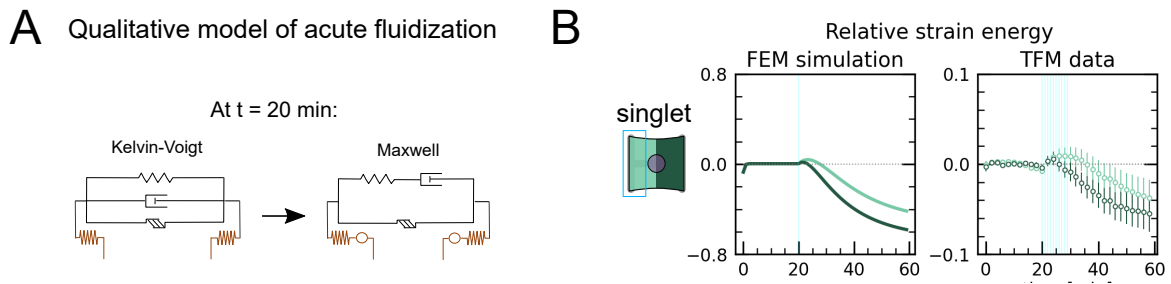 A
Qualitative model of acute fluidization
At t = 20 min:
Kelvin-Voigt
Maxwell
B
Relative strain energy
FEM simulation
TFM data
singlet
0.8
0.0
−0.8
0
20
40
60
0.1
0.0
−0.1
0
20
40
60